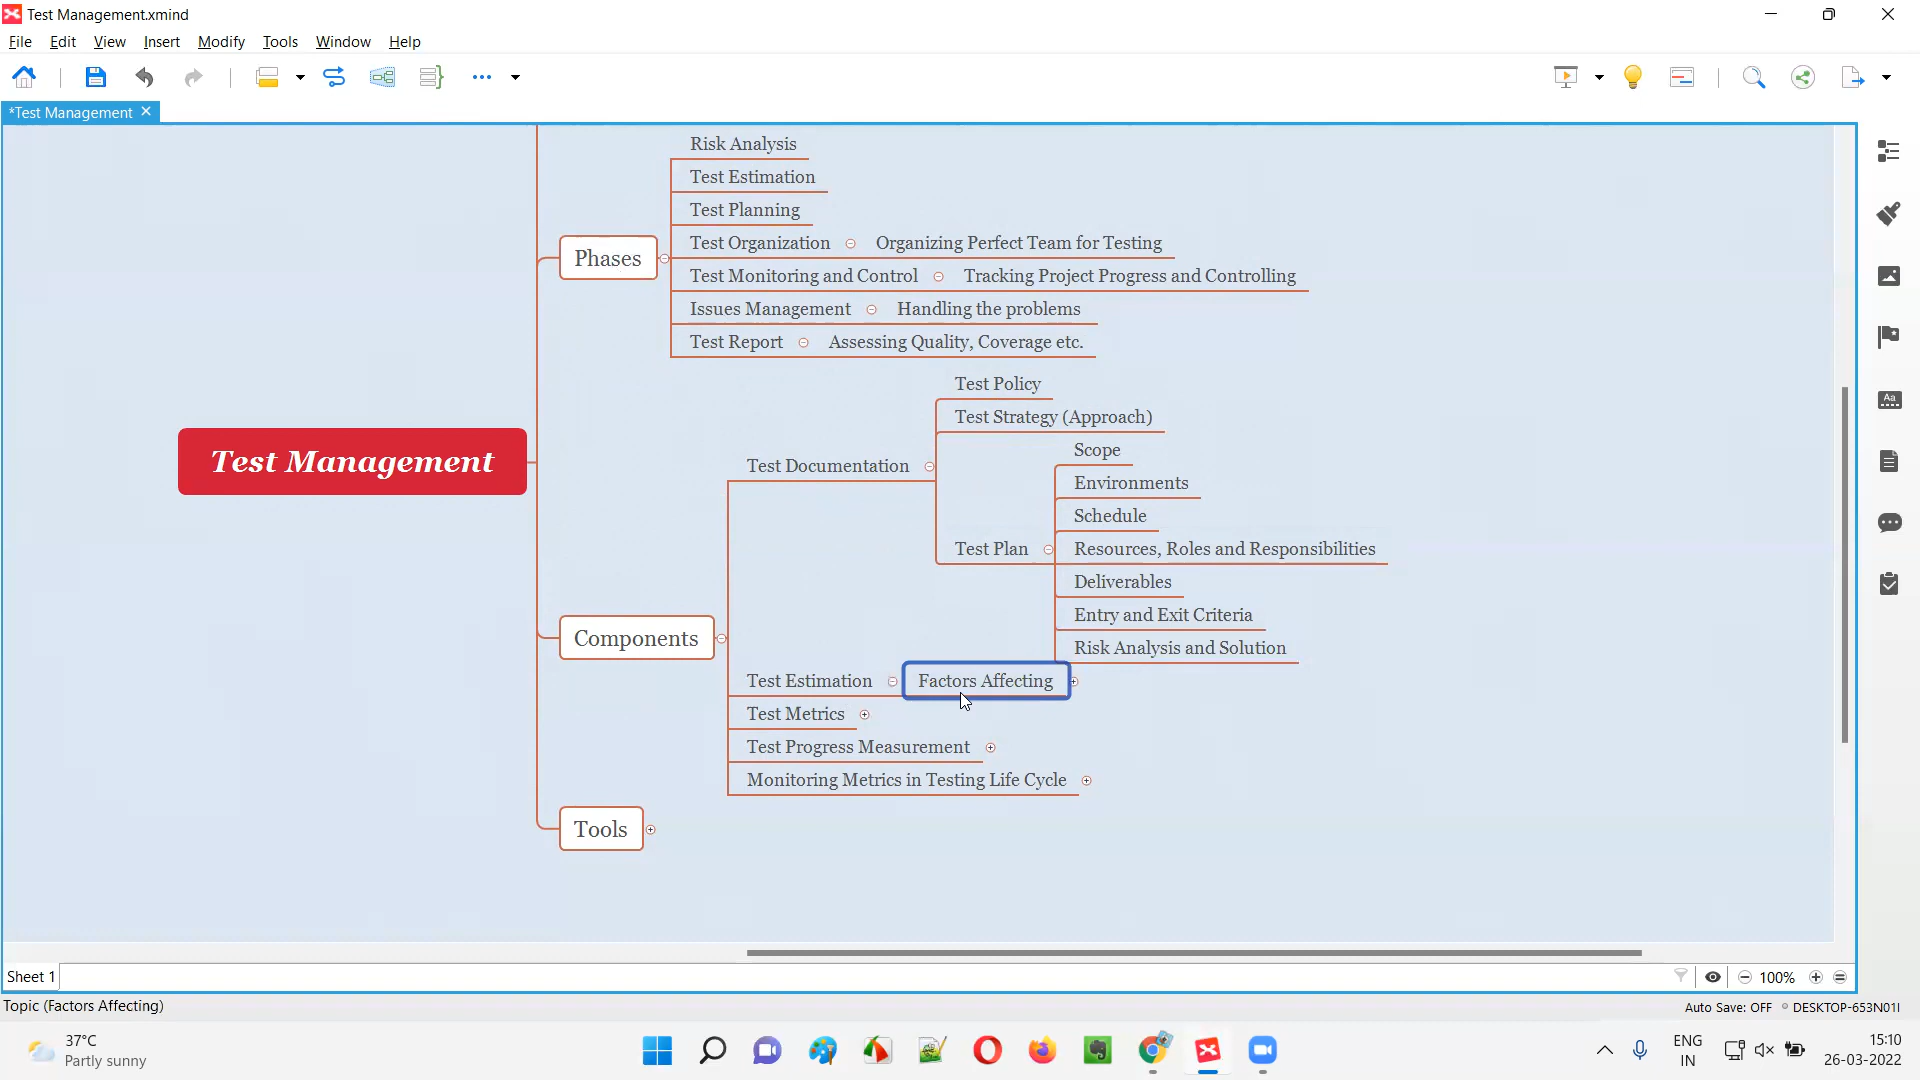 Test Management.xmind
File Edit View Insert Modify Tools Window Help
*Test Management
Risk Analysis
Test Estimation
Test Planning
Test Organization Organizing Perfect Team for Testing
Phases
Test Monitoring and Control Tracking Project Progress and Controlling
Issues Management Handling the problems
Test Report Assessing Quality, Coverage etc.
Test Policy
Test Strategy (Approach)
Scope
Test Management
Test Documentation
Environments
Schedule
Test Plan Resources, Roles and Responsibilities
Deliverables
Entry and Exit Criteria
Components
Risk Analysis and Solution
Test Estimation Factors Affecting
Test Metrics
Test Progress Measurement
Monitoring Metrics in Testing Life Cycle
Tools
Sheet 1
100%
Topic (Factors Affecting)
Auto Save: OFF DESKTOP-653N01I
37°C
Partly sunny
ENG
IN
15:10
26-03-2022
Aa